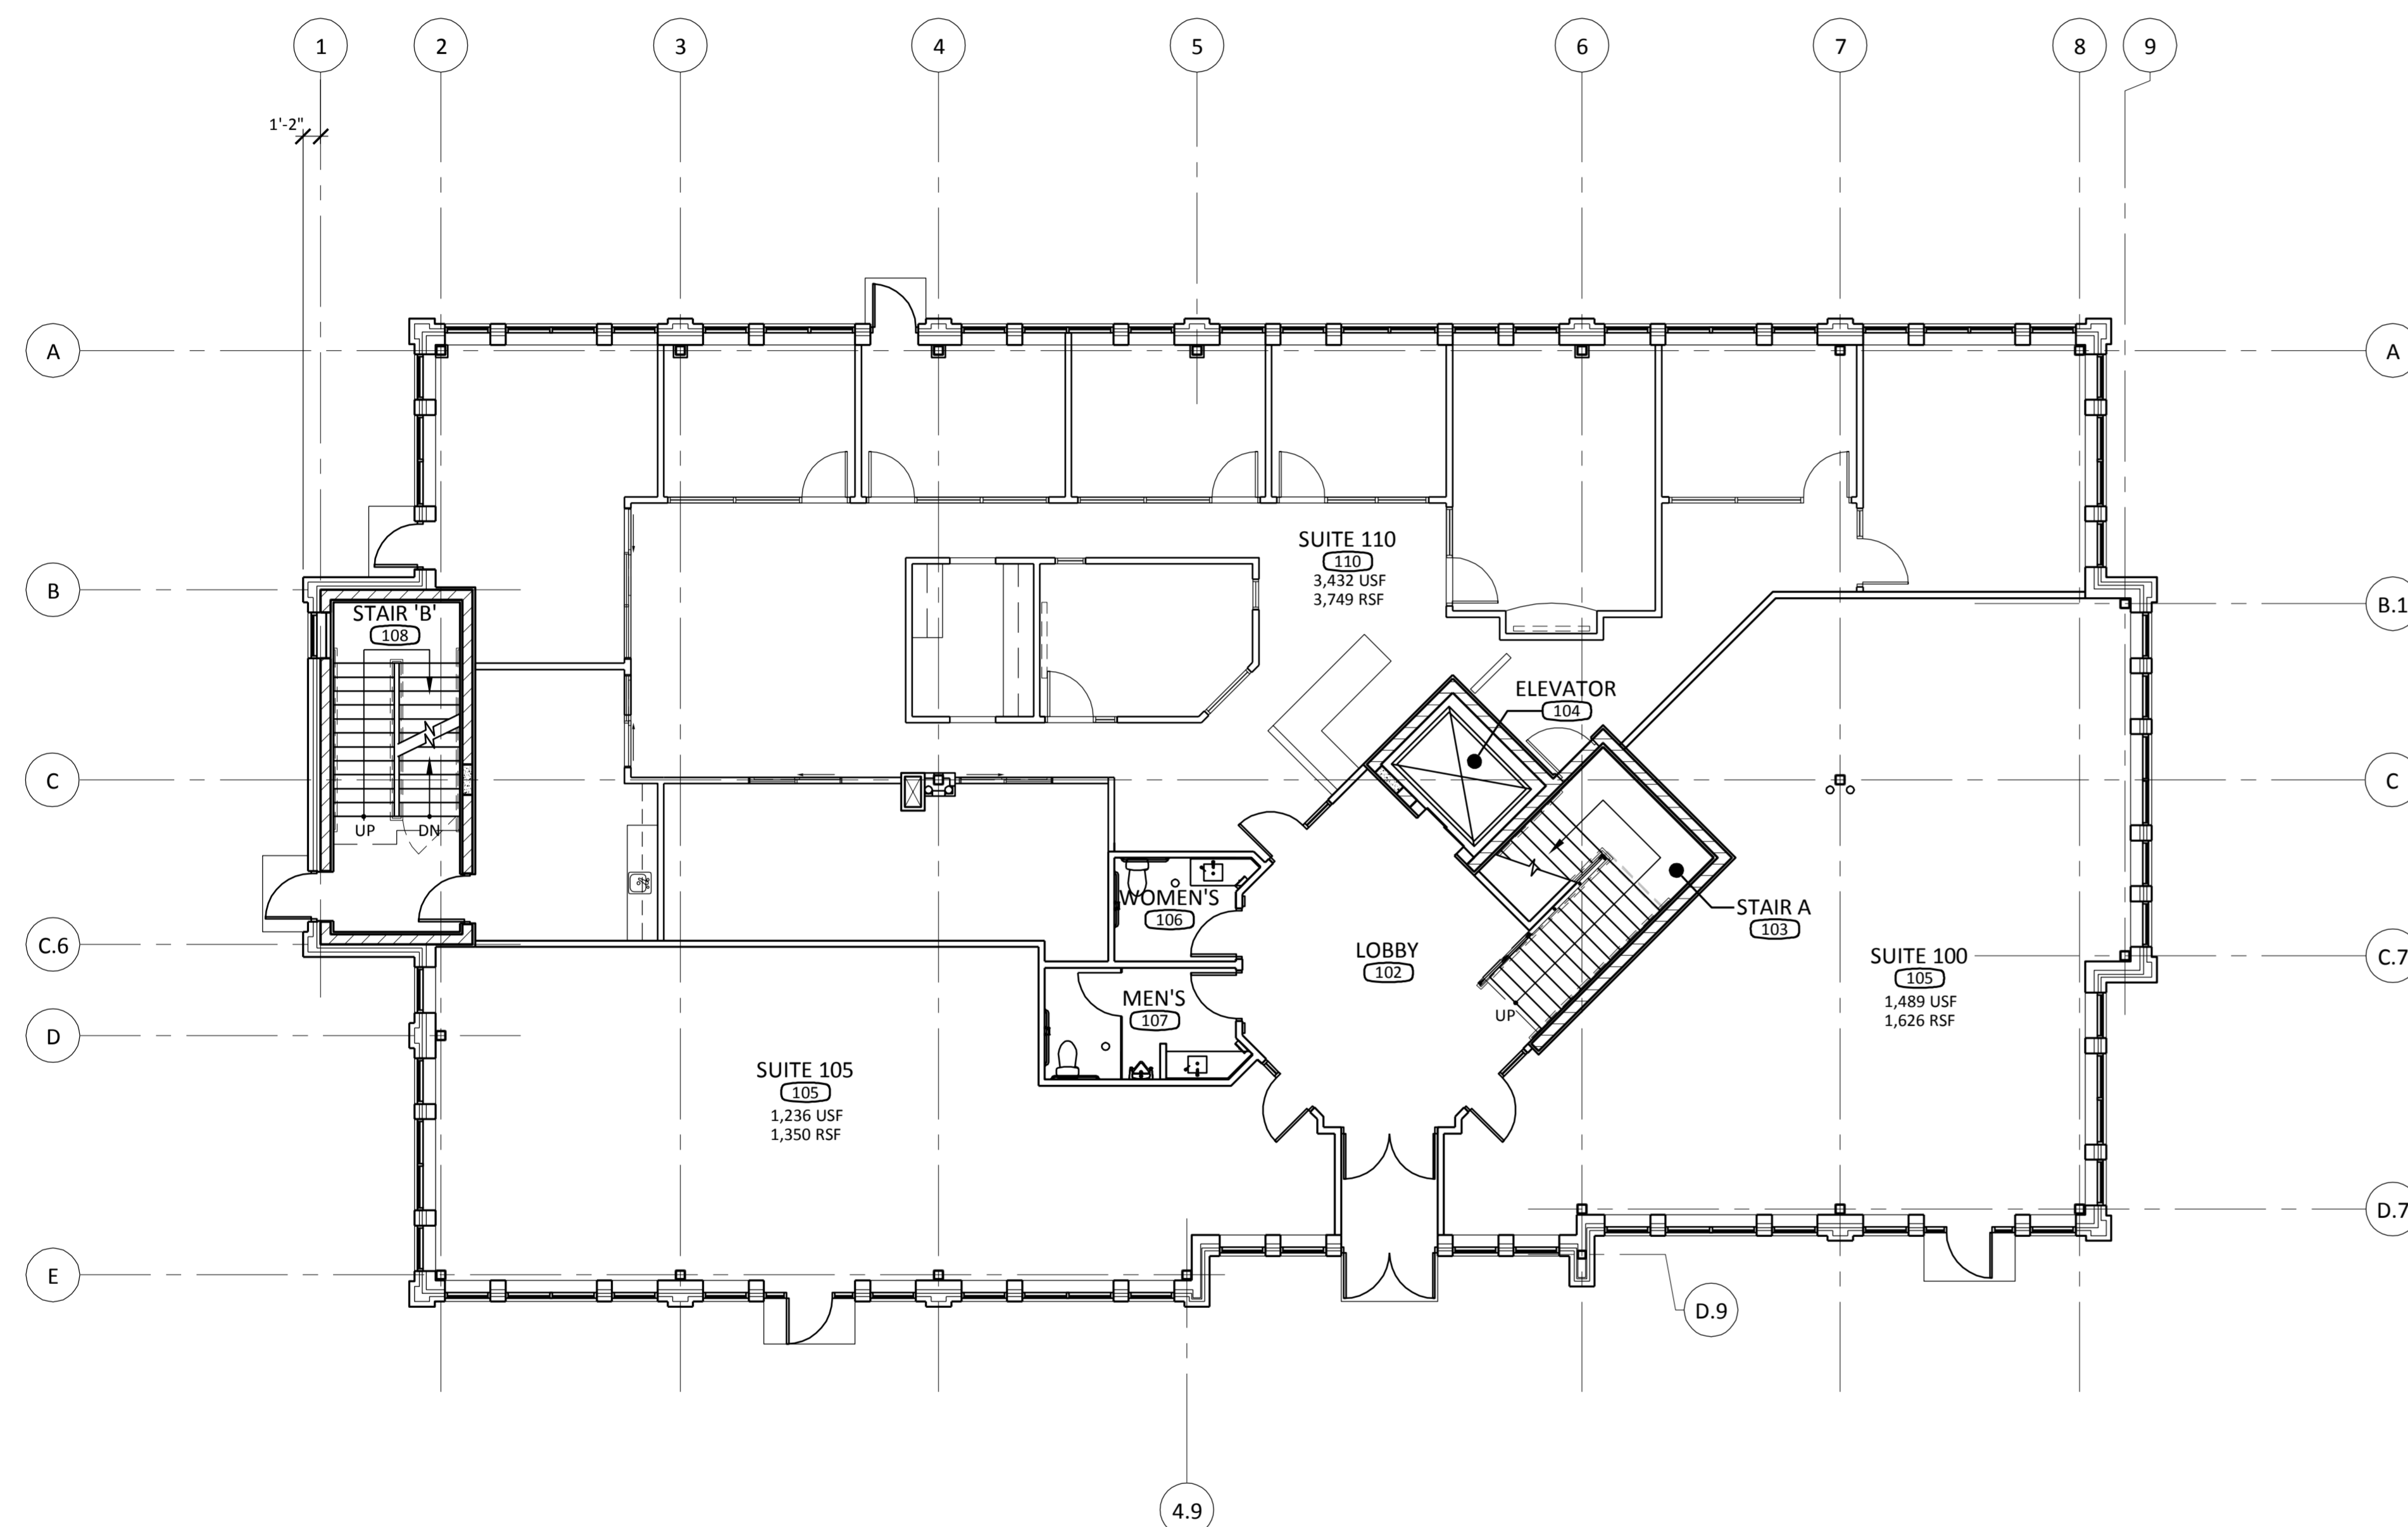 1
2
3
4
5
6
7
8
9
1'-2"
A
A
SUITE 110
110
3,432 USF
3,749 RSF
B
B.1
STAIR 'B'
108
ELEVATOR
104
C
C
UP
DN
WOMEN'S
106
STAIR A
103
C.6
LOBBY
102
SUITE 100
105
1,489 USF
1,626 RSF
C.7
MEN'S
107
UP
D
SUITE 105
105
1,236 USF
1,350 RSF
D.7
E
D.9
4.9